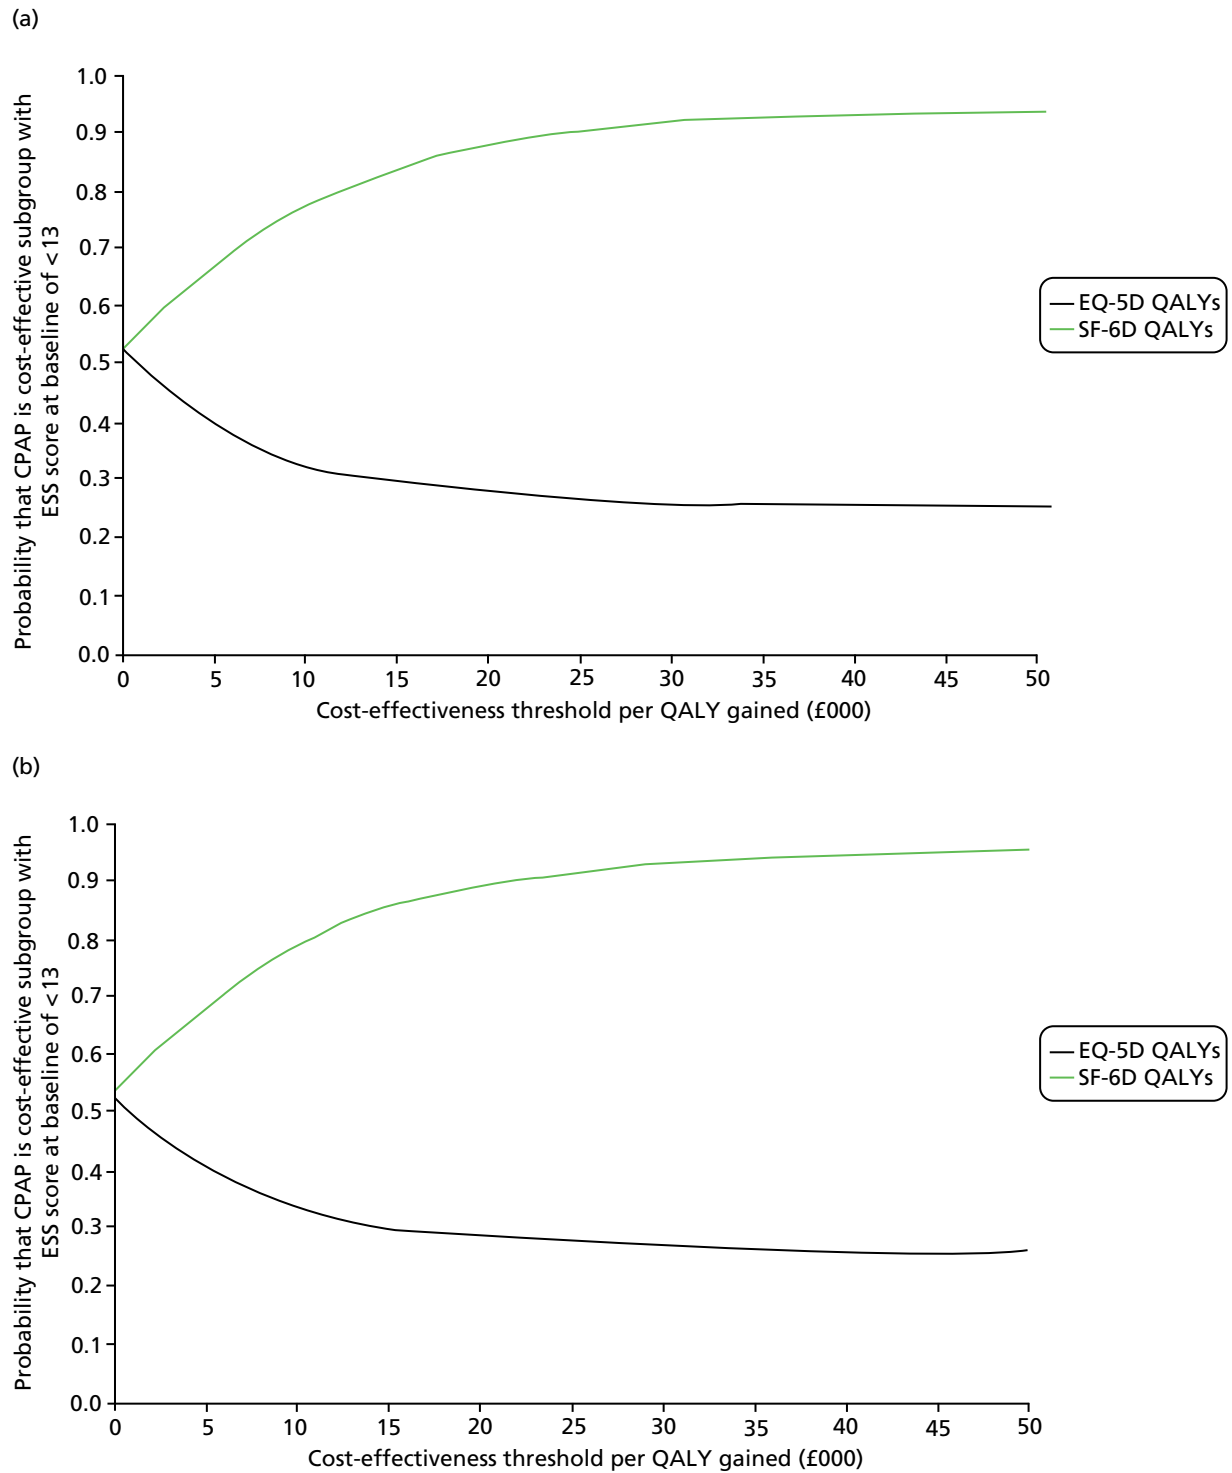 (a)
Probability that CPAP is cost-effective subgroup with
ESS score at baseline of <13
1.0
0.9
0.8
0.7
0.6
0.5
0.4
0.3
0.2
0.1
0.0
0 5 10 15 20 25 30 35 40 45 50
Cost-effectiveness threshold per QALY gained (£000)
EQ-5D QALYs
SF-6D QALYs
(b)
Probability that CPAP is cost-effective subgroup with
ESS score at baseline of <13
1.0
0.9
0.8
0.7
0.6
0.5
0.4
0.3
0.2
0.1
0.0
0 5 10 15 20 25 30 35 40 45 50
Cost-effectiveness threshold per QALY gained (£000)
EQ-5D QALYs
SF-6D QALYs